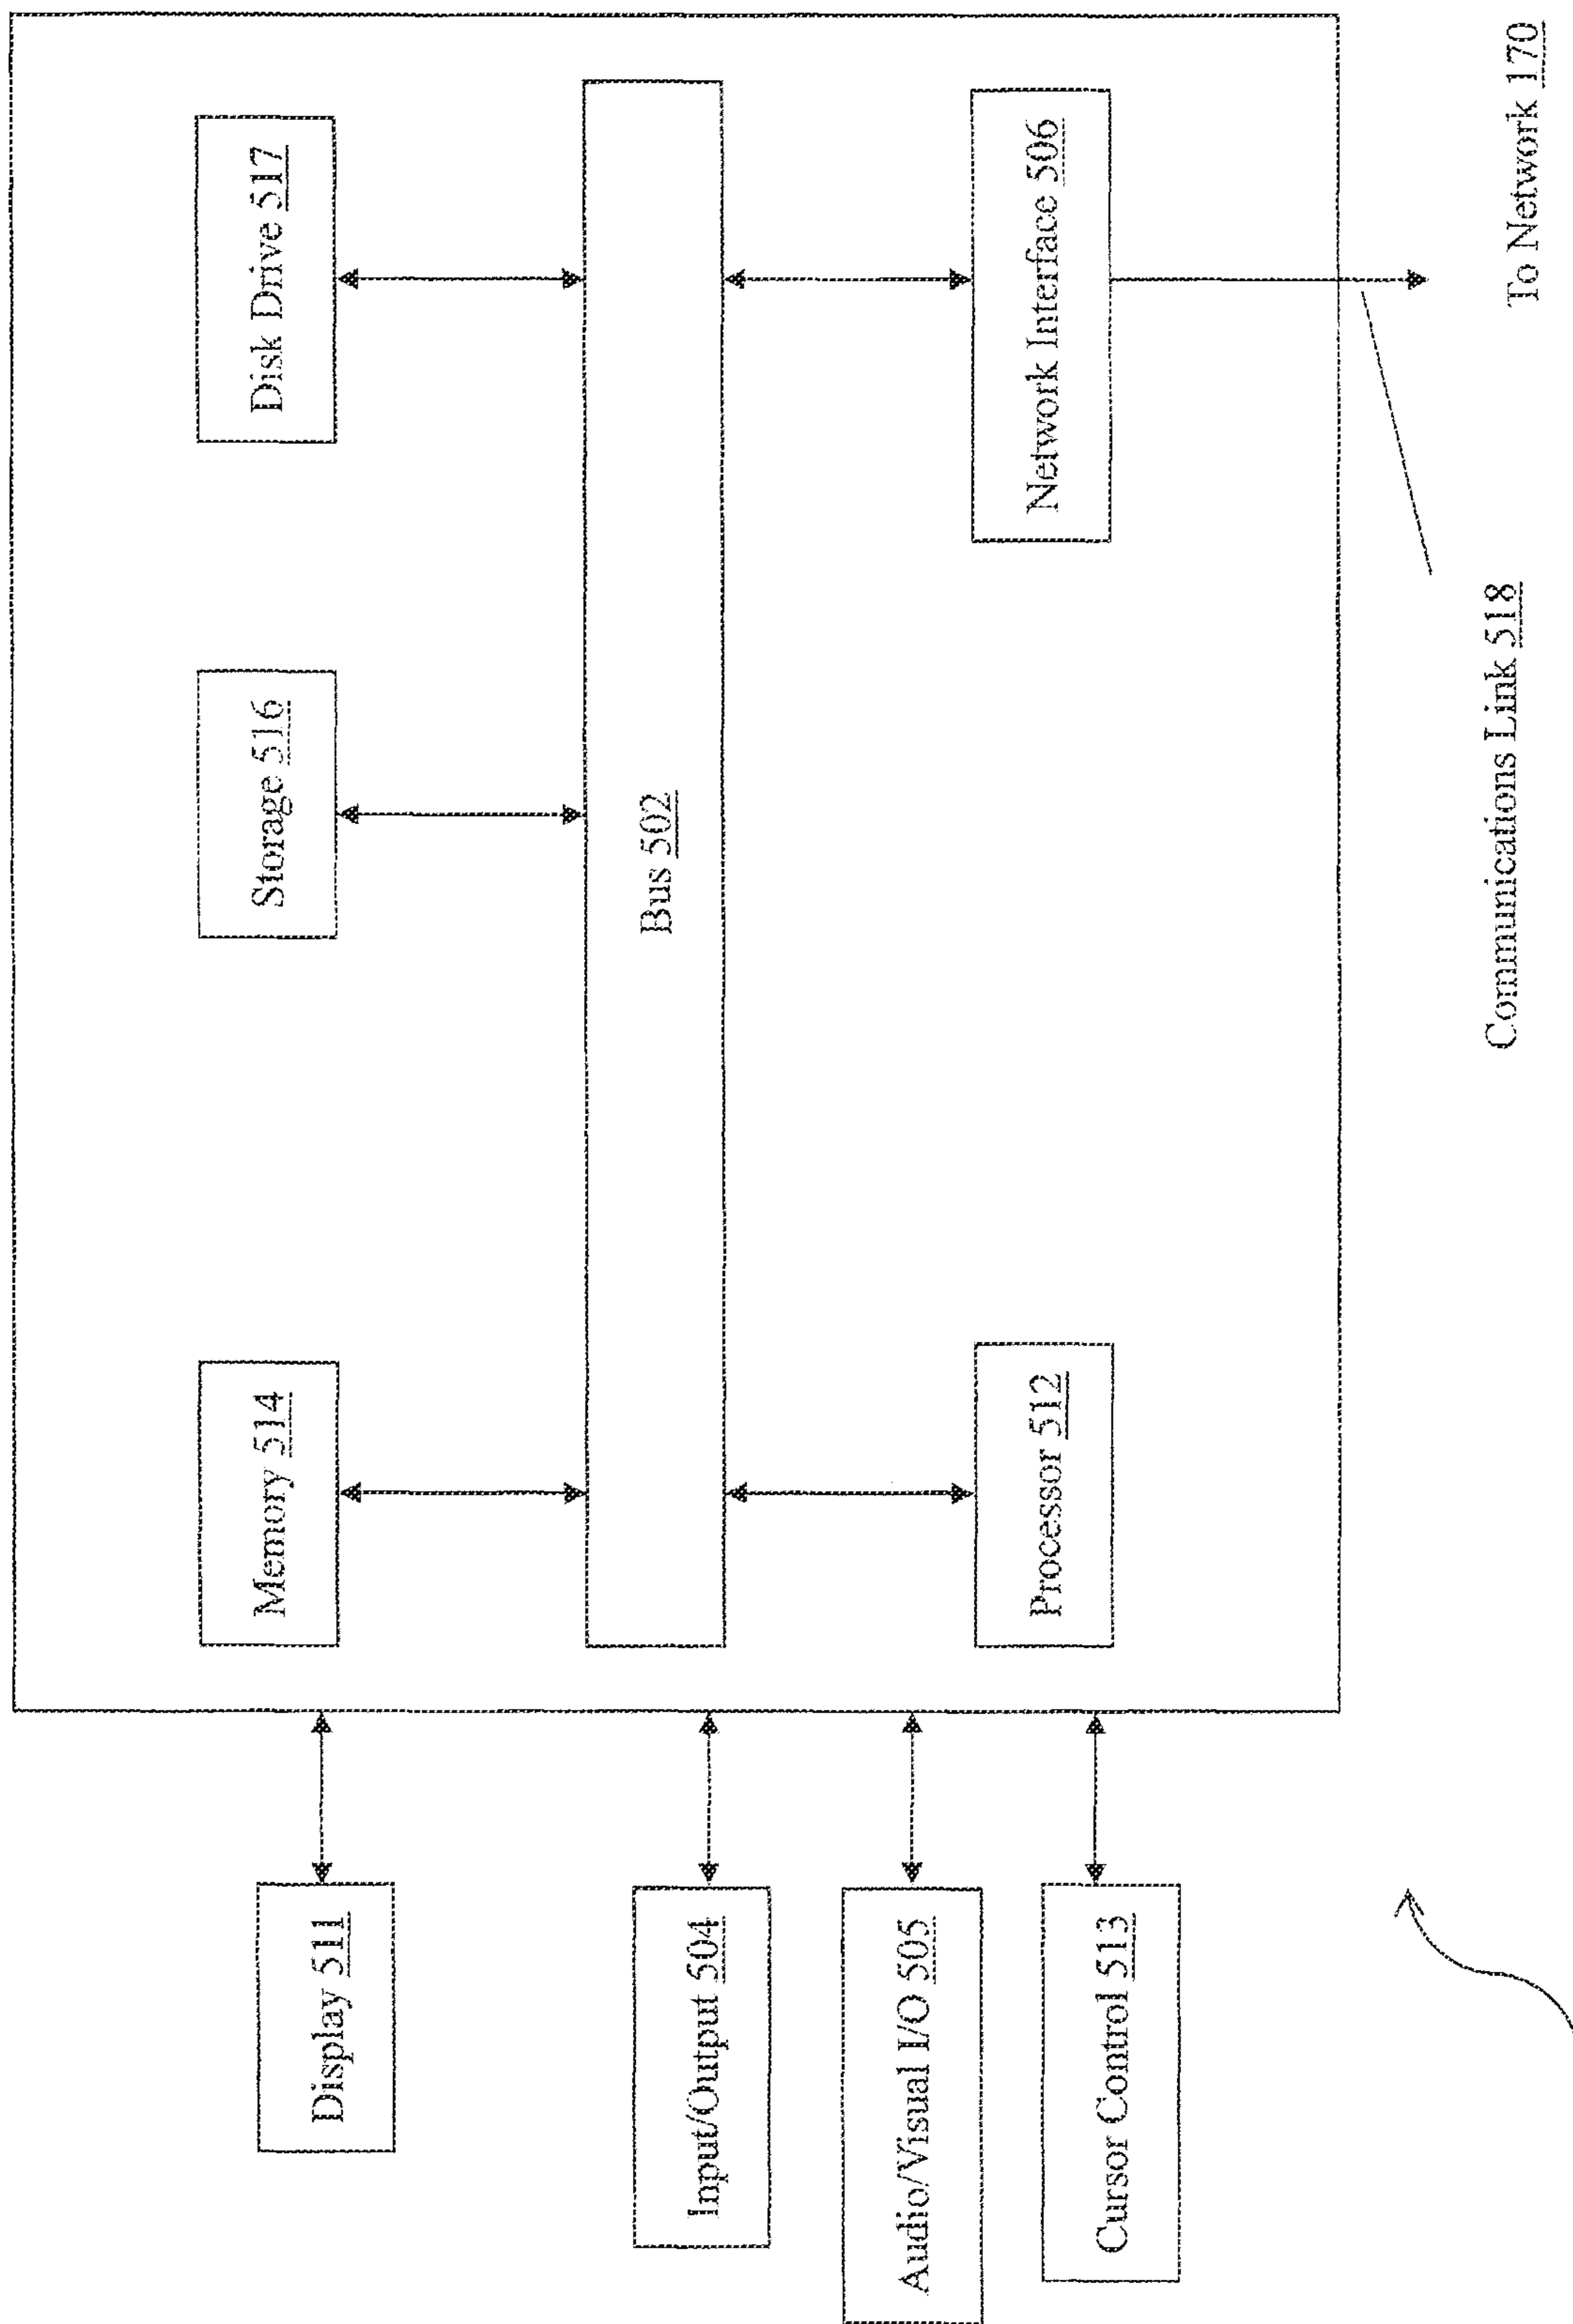 Display 511
Input/Output 504
Audio/Visual I/O 505
Cursor Control 513
Memory 514
Storage 516
Disk Drive 517
Bus 502
Processor 512
Network Interface 506
Communications Link 518
To Network 170